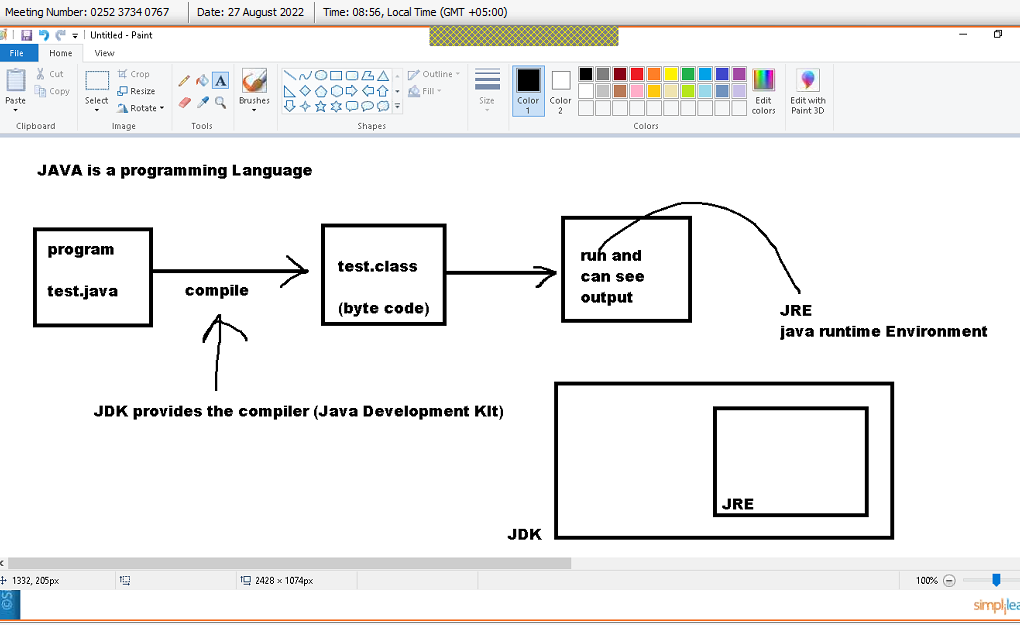 Meeting Number: 0252 3734 0767 Date: 27 August 2022 Time: 08:56, Local Time (GMT +05:00)
Untitled - Paint
File Home View
Paste
Cut
Copy
Clipboard
Select
Crop
Resize
Rotate
Image
A
Tools
Brushes
Outline
Fill
Shapes
Size
Color
1
Color
2
Edit
colors
Colors
Edit with
Paint 3D
JAVA is a programming Language
program
test.java
compile
test.class
(byte code)
run and
can see
output
JRE
java runtime Environment
JDK provides the compiler (Java Development KIt)
JRE
JDK
1332, 205px 2428 × 1074px 100%
©S
simplilea